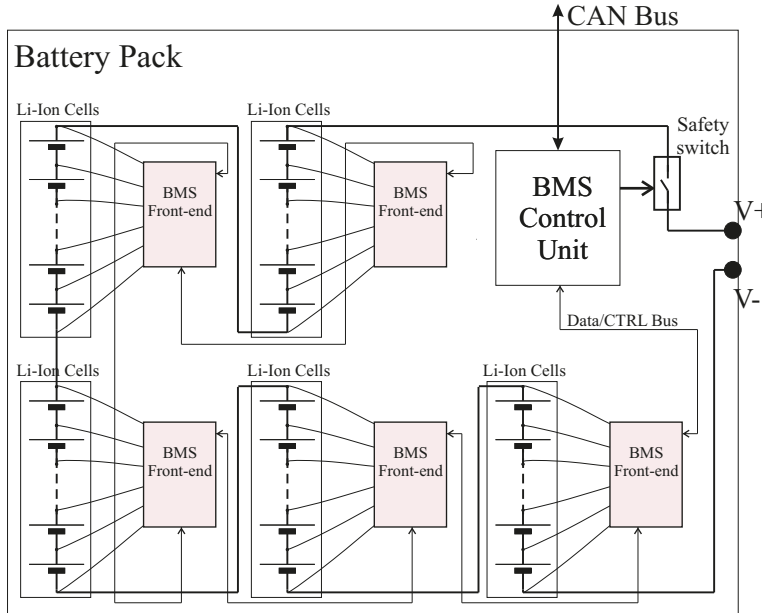 CAN Bus
Battery Pack
Li-Ion Cells
Li-Ion Cells
Safety
switch
BMS
Front-end
BMS
Front-end
BMS
Control
Unit
V+
V-
Data/CTRL Bus
Li-Ion Cells
Li-Ion Cells
Li-Ion Cells
BMS
Front-end
BMS
Front-end
BMS
Front-end